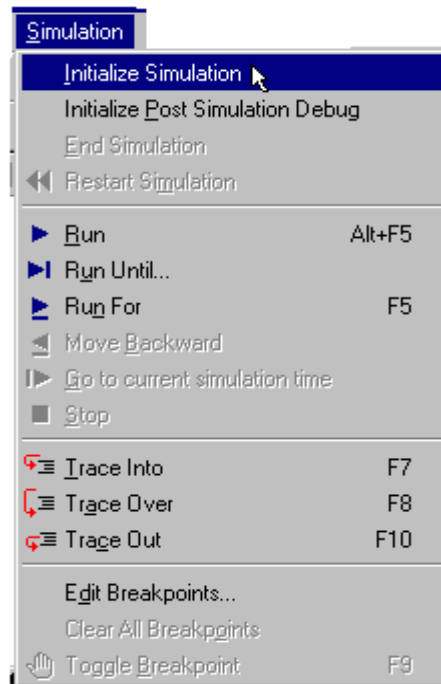 Simulation
Initialize Simulation
Initialize Post Simulation Debug
End Simulation
Restart Simulation
Run Alt+F5
Run Until...
Run For F5
Move Backward
Go to current simulation time
Stop
Trace Into F7
Trace Over F8
Trace Out F10
Edit Breakpoints...
Clear All Breakpoints
Toggle Breakpoint F9